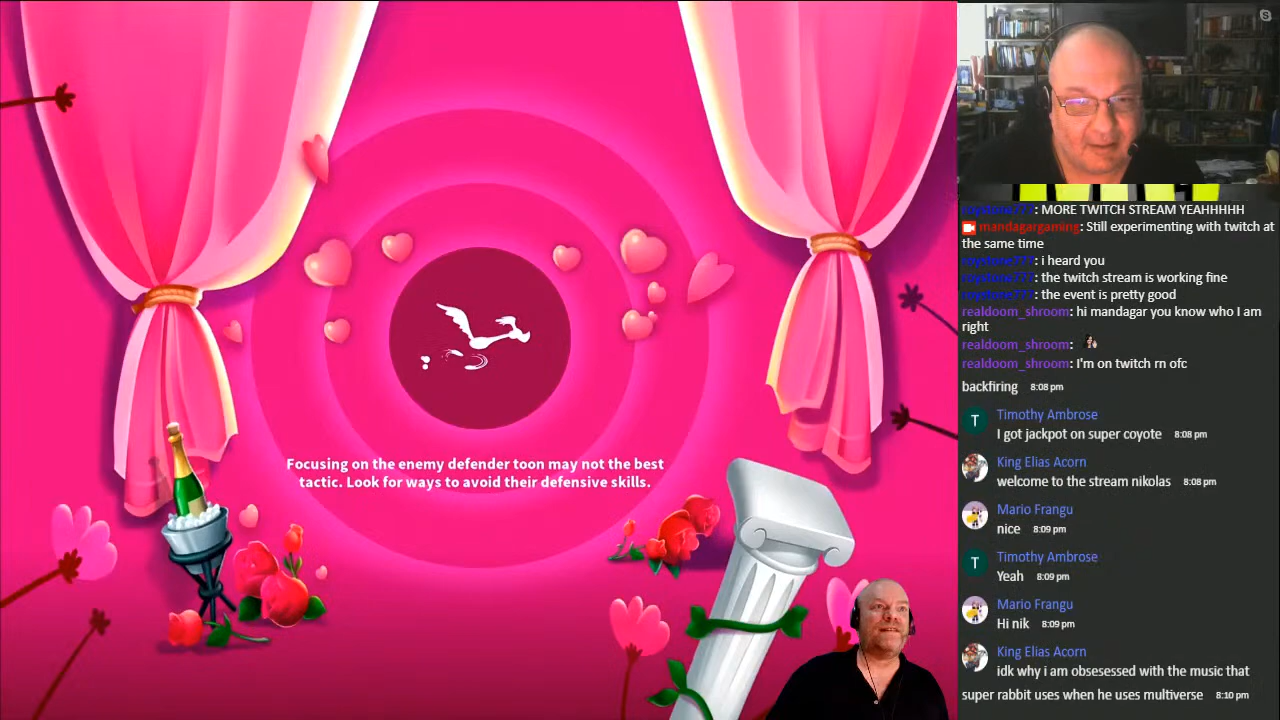 Focusing on the enemy defender toon may not the best
tactic. Look for ways to avoid their defensive skills.
: MORE TWITCH STREAM YEAHHHHH
mandagargaming: Still experimenting with twitch at
the same time
: i heard you
: the twitch stream is working fine
: the event is pretty good
realdoom_shroom: hi mandagar you know who I am
right
realdoom_shroom:
realdoom_shroom: I'm on twitch rn ofc
backfiring 8:08 pm
T Timothy Ambrose
I got jackpot on super coyote 8:08 pm
King Elias Acorn
welcome to the stream nikolas 8:08 pm
Mario Frangu
nice 8:09 pm
T Timothy Ambrose
Yeah 8:09 pm
Mario Frangu
Hi nik 8:09 pm
King Elias Acorn
idk why i am obsesessed with the music that
super rabbit uses when he uses multiverse 8:10 pm